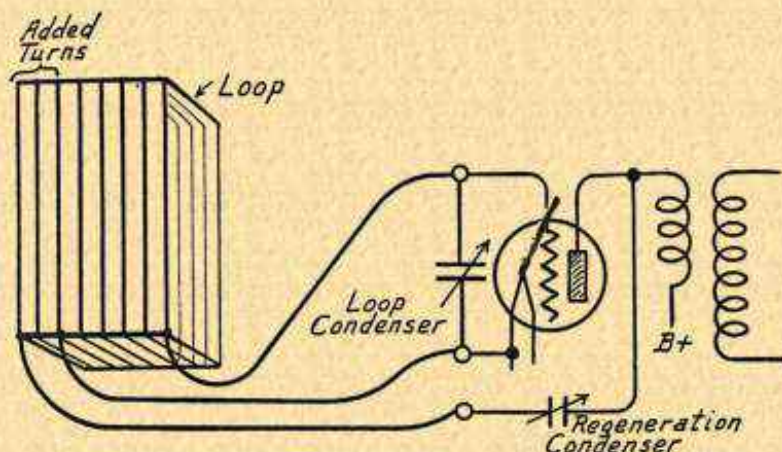 Added
Turns
Loop
Loop
Condenser
B+
Regeneration
Condenser